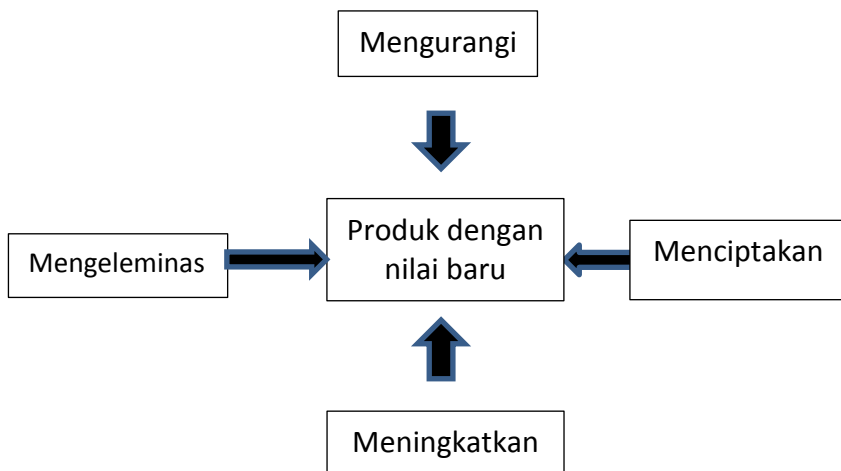 Mengurangi
Produk dengan
nilai baru
Mengeleminas
Menciptakan
Meningkatkan